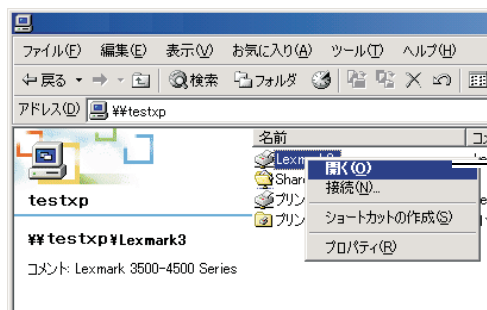 ファイル(F) 編集(E) 表示(V) お気に入り(A) ツール(T) ヘルプ(H)
戻る 検索 フォルダ
アドレス(D) ¥¥testxp
名前
Lexm
Shar
プリン
プリン
開く(O)
接続(N)...
ショートカットの作成(S)
プロパティ(R)
testxp
¥¥testxp¥Lexmark3
コメント: Lexmark 3500-4500 Series